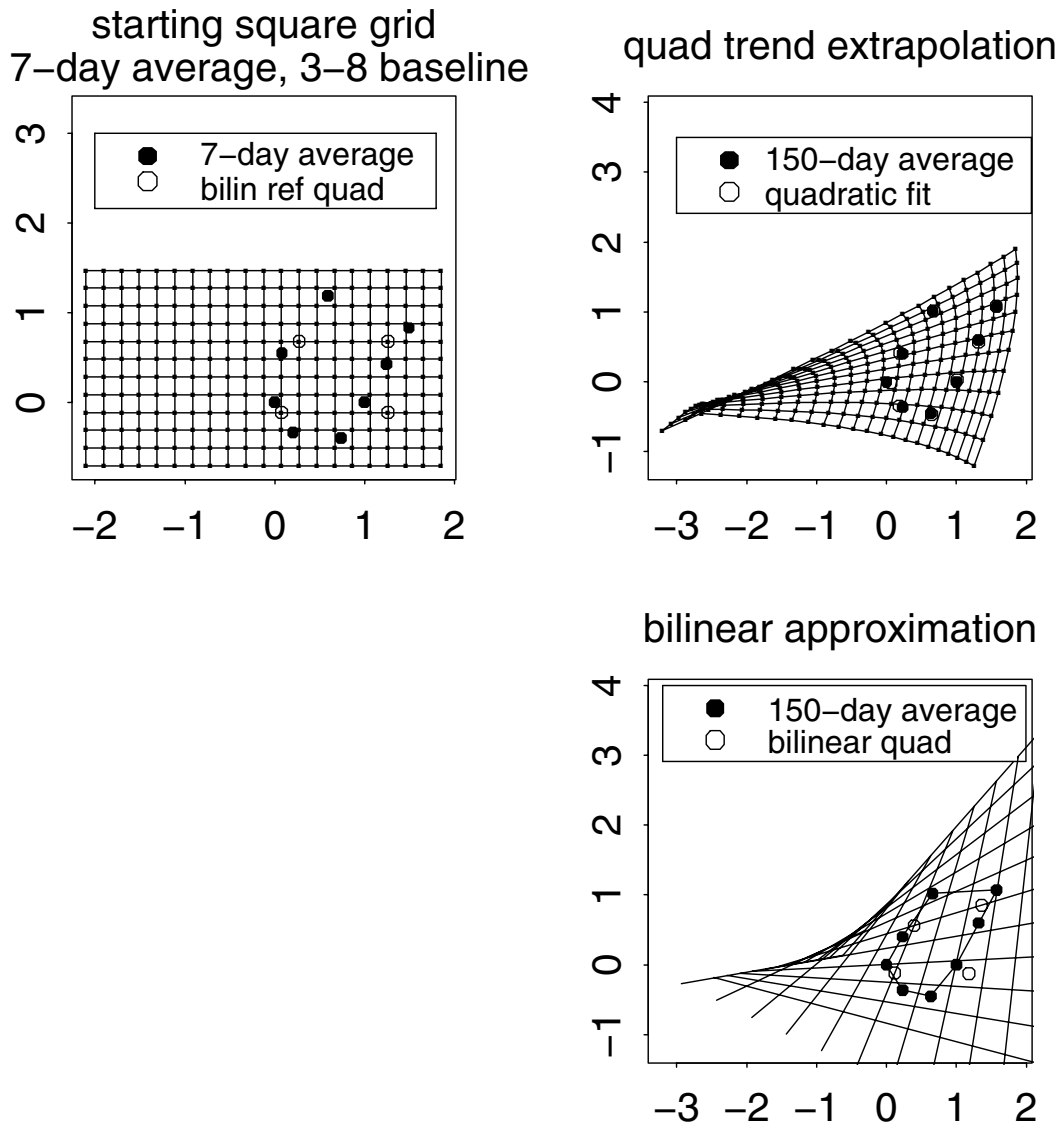 starting square grid
7−day average, 3−8 baseline
3
2
1
0
7−day average
bilin ref quad
−2 −1 0 1 2
quad trend extrapolation
4
3
2
1
0
−1
150−day average
quadratic fit
−3 −2 −1 0 1 2
bilinear approximation
4
3
2
1
0
−1
150−day average
bilinear quad
−3 −2 −1 0 1 2